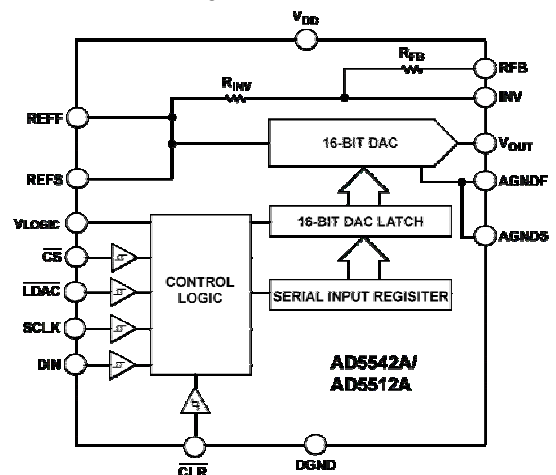 VDD
RFB
RFB
RINV
INV
REFF
16-BIT DAC
VOUT
REFS
AGNDF
VLOGIC
16-BIT DAC LATCH
AGNDS
CS
CONTROL
LOGIC
LDAC
SERIAL INPUT REGISITER
SCLK
DIN
AD5542A/
AD5512A
CLR
DGND